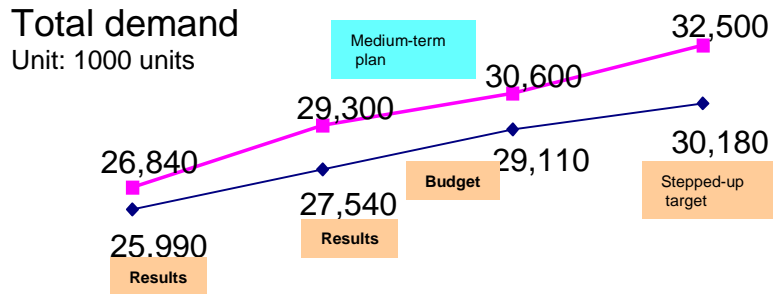 Total demand
Unit: 1000 units
Medium-term
plan
32,500
30,600
29,300
26,840
30,180
29,110
Budget
27,540
Stepped-up
target
Results
25,990
Results